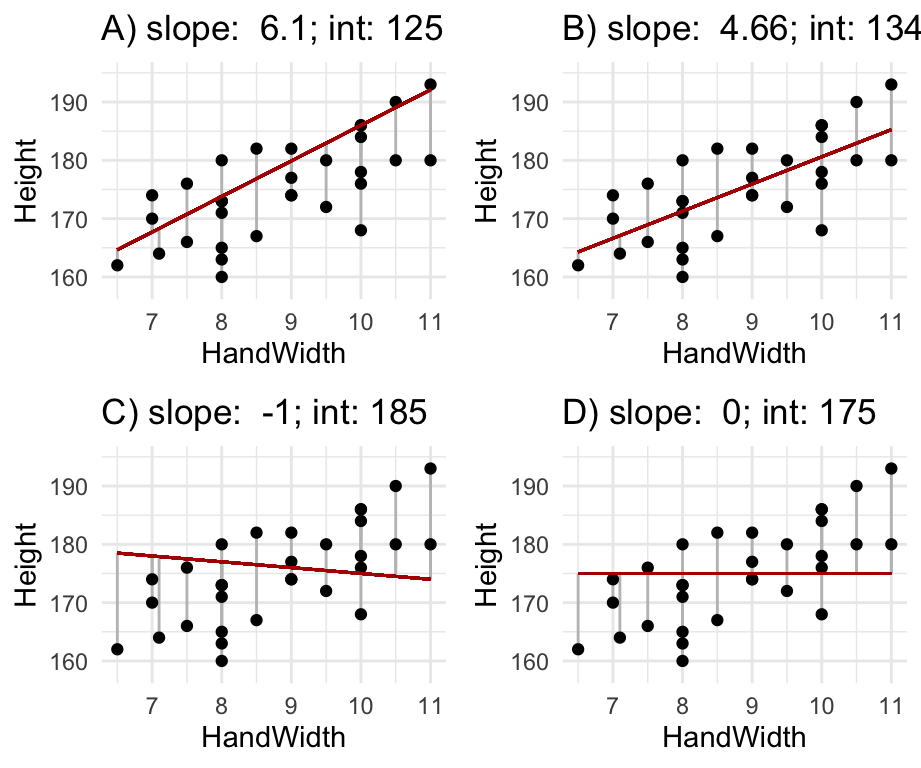 A) slope:  6.1; int: 125
Height
190
180
170
160
7 8 9 10 11
HandWidth
B) slope:  4.66; int: 134
Height
190
180
170
160
7 8 9 10 11
HandWidth
C) slope:  -1; int: 185
Height
190
180
170
160
7 8 9 10 11
HandWidth
D) slope:  0; int: 175
Height
190
180
170
160
7 8 9 10 11
HandWidth